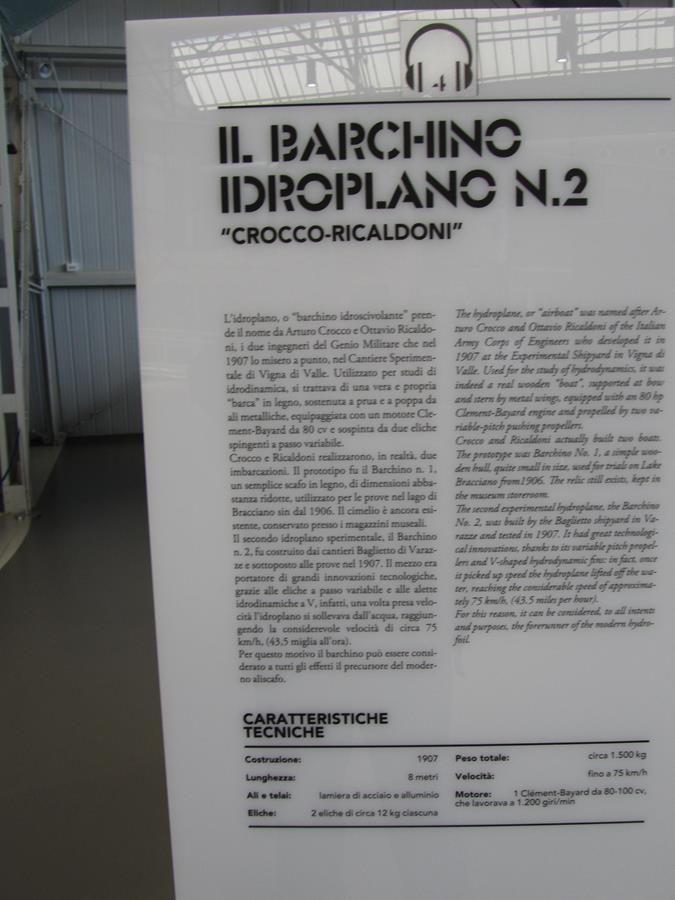 4
IL BARCHINO
IDROPLANO N.2
“CROCCO-RICALDONI”
L'idroplano, o “barchino idroscivolante” pren-
de il nome da Arturo Crocco e Ottavio Ricaldo-
ni, i due ingegneri del Genio Militare che nel
1907 lo misero a punto, nel Cantiere Sperimen-
tale di Vigna di Valle. Utilizzato per studi di
idrodinamica, si trattava di una vera e propria
“barca” in legno, sostenuta a prua e a poppa da
ali metalliche, equipaggiata con un motore Cle-
ment-Bayard da 80 cv e sospinta da due eliche
spingenti a passo variabile.
Crocco e Ricaldoni realizzarono, in realtà, due
imbarcazioni. Il prototipo fu il Barchino n. 1,
un semplice scafo in legno, di dimensioni abba-
stanza ridotte, utilizzato per le prove nel lago di
Bracciano sin dal 1906. Il cimelio è ancora esi-
stente, conservato presso i magazzini museali.
Il secondo idroplano sperimentale, il Barchino
n. 2, fu costruito dai cantieri Baglietto di Varaz-
ze e sottoposto alle prove nel 1907. Il mezzo era
portatore di grandi innovazioni tecnologiche,
grazie alle eliche a passo variabile e alle alette
idrodinamiche a V, infatti, una volta presa velo-
cità l'idroplano si sollevava dall'acqua, raggiun-
gendo la considerevole velocità di circa 75
km/h, (43,5 miglia all'ora).
Per questo motivo il barchino può essere consi-
derato a tutti gli effetti il precursore del moder-
no aliscafo.
The hydroplane, or “airboat” was named after Ar-
turo Crocco and Ottavio Ricaldoni of the Italian
Army Corps of Engineers who developed it in
1907 at the Experimental Shipyard in Vigna di
Valle. Used for the study of hydrodynamics, it was
indeed a real wooden “boat”, supported at bow
and stern by metal wings, equipped with an 80 hp
Clement-Bayard engine and propelled by two va-
riable-pitch pushing propellers.
Crocco and Ricaldoni actually built two boats.
The prototype was Barchino No. 1, a simple woo-
den hull, quite small in size, used for trials on Lake
Bracciano from1906. The relic still exists, kept in
the museum storeroom.
The second experimental hydroplane, the Barchino
No. 2, was built by the Baglietto shipyard in Va-
razze and tested in 1907. It had great technologi-
cal innovations, thanks to its variable pitch propel-
lers and V-shaped hydrodynamic fins: in fact, once
it picked up speed the hydroplane lifted off the wa-
ter, reaching the considerable speed of approxima-
tely 75 km/h, (43.5 miles per hour).
For this reason, it can be considered, to all intents
and purposes, the forerunner of the modern hydro-
foil.
CARATTERISTICHE
TECNICHE
Costruzione: 1907
Lunghezza: 8 metri
Ali e telai: lamiera di acciaio e alluminio
Eliche: 2 eliche di circa 12 kg ciascuna
Peso totale: circa 1.500 kg
Velocità: fino a 75 km/h
Motore: 1 Clément-Bayard da 80-100 cv,
che lavorava a 1.200 giri/min